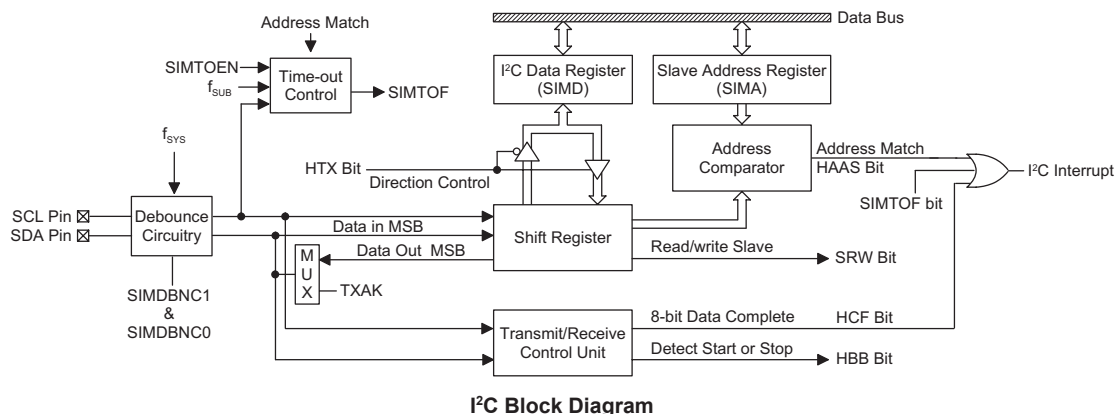 Data Bus
Address Match
SIMTOEN
fSUB
Time-out
Control
SIMTOF
I²C Data Register
(SIMD)
Slave Address Register
(SIMA)
fSYS
HTX Bit
Direction Control
Address
Comparator
Address Match
HAAS Bit
I²C Interrupt
SIMTOF bit
SCL Pin
SDA Pin
Debounce
Circuitry
Data in MSB
Shift Register
Data Out MSB
MUX
TXAK
Read/write Slave
SRW Bit
SIMDBNC1
&
SIMDBNC0
Transmit/Receive
Control Unit
8-bit Data Complete
HCF Bit
Detect Start or Stop
HBB Bit
I²C Block Diagram